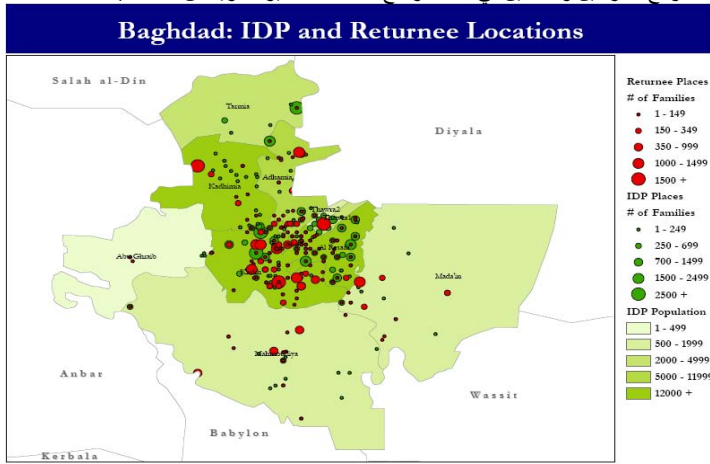 Baghdad: IDP and Returnee Locations
Salah al-Din
Tarmia
Diyala
Adhamia
Kadhimia
Thawra2
Abu Ghraib
Mada'in
Mahmoudiya
Anbar
Wassit
Babylon
Kerbala
Returnee Places
# of Families
1 - 149
150 - 349
350 - 999
1000 - 1499
1500 +
IDP Places
# of Families
1 - 249
250 - 699
700 - 1499
1500 - 2499
2500 +
IDP Population
1 - 499
500 - 1999
2000 - 4999
5000 - 11999
12000 +